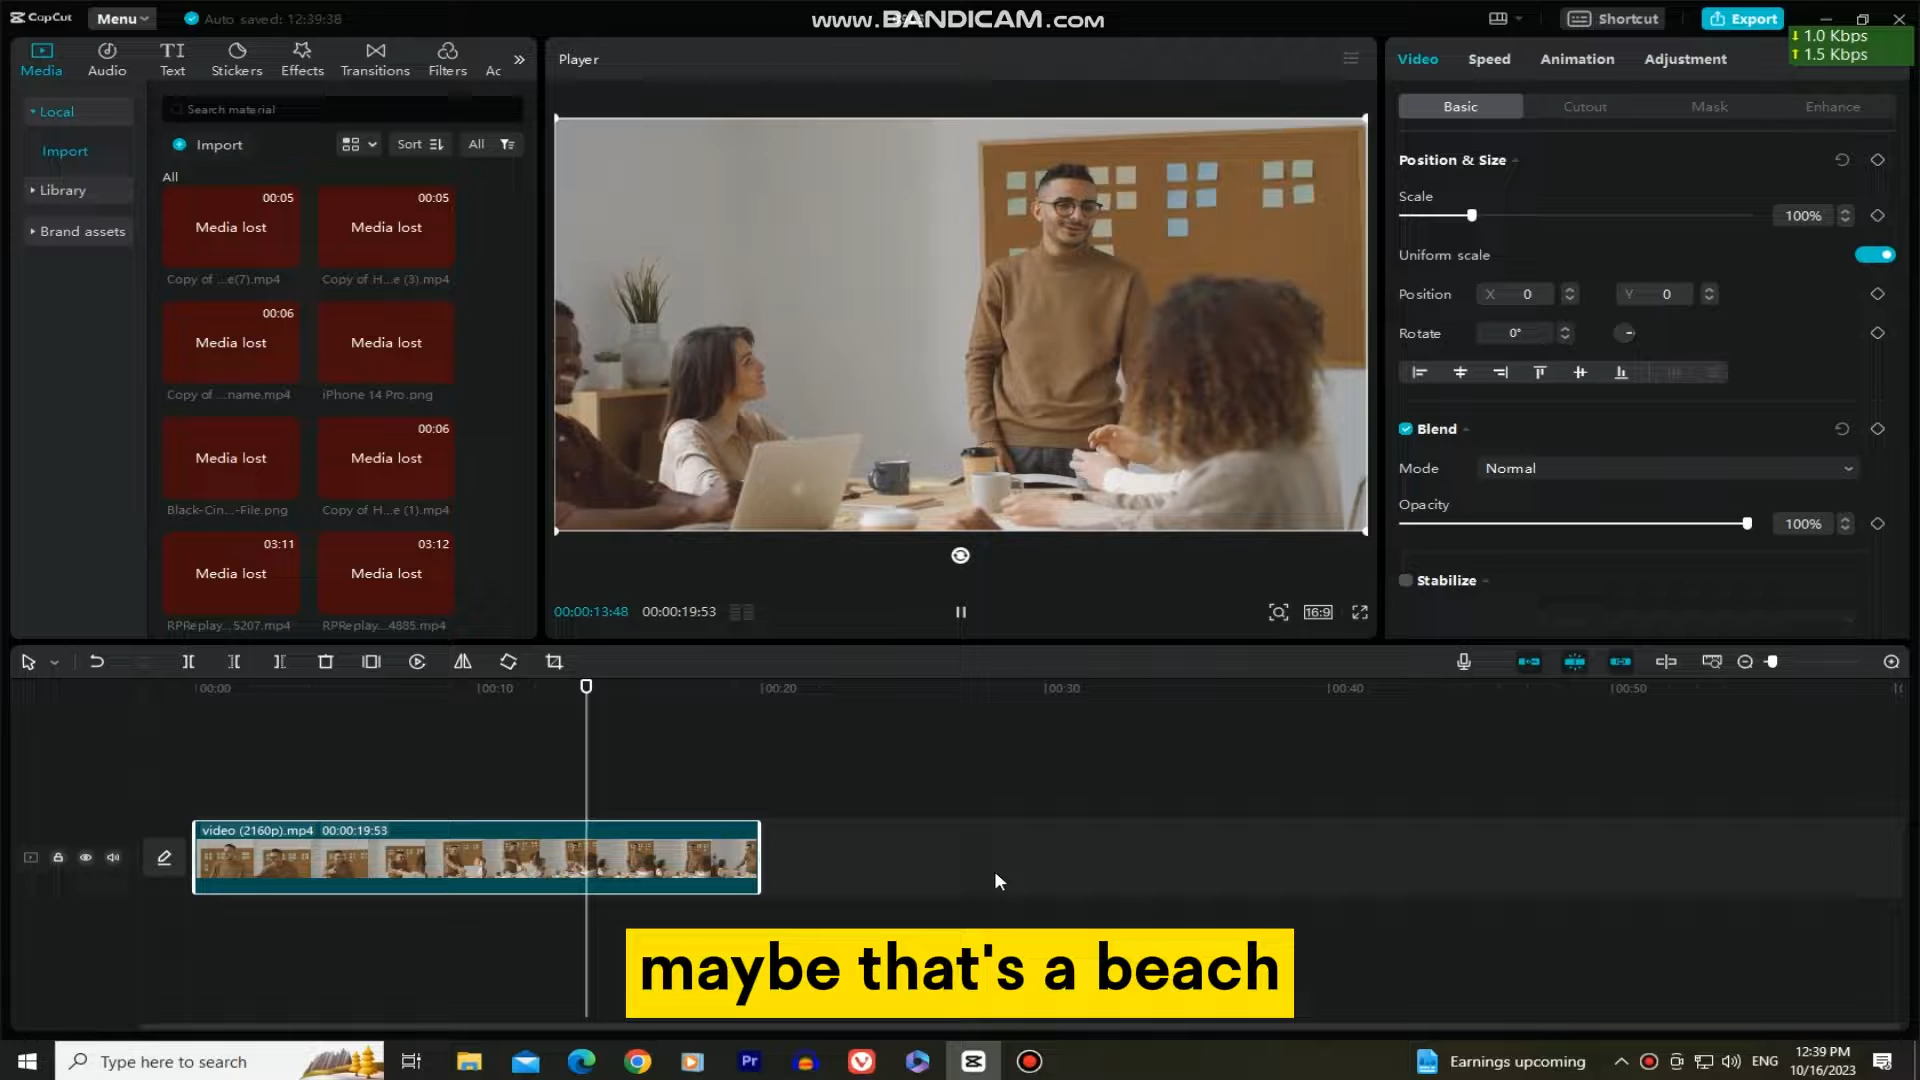 CapCut
Menu
Auto saved: 12:39:38
www.BANDICAM.com
Shortcut
Export
1.0 Kbps
1.5 Kbps
Media
Audio
TI
Text
Stickers
Effects
Transitions
Filters
Ac
Player
Video
Speed
Animation
Adjustment
Local
Import
Library
Brand assets
Search material
Import
Sort
All
All
00:05
Media lost
Copy of ...e(7).mp4
00:05
Media lost
Copy of H...e (3).mp4
00:06
Media lost
Copy of ...name.mp4
Media lost
iPhone 14 Pro.png
Media lost
Black-Cin...-File.png
00:06
Media lost
Copy of H...e (1).mp4
03:11
Media lost
RPReplay...5207.mp4
03:12
Media lost
RPReplay...4885.mp4
00:00:13:48
00:00:19:53
16:9
Basic
Cutout
Mask
Enhance
Position & Size
Scale
100%
Uniform scale
Position
X 0
Y 0
Rotate
0°
Blend
Mode
Normal
Opacity
100%
Stabilize
00:00
00:10
00:20
00:30
00:40
00:50
video (2160p).mp4 00:00:19:53
maybe that's a beach
Type here to search
Pr
Earnings upcoming
ENG
12:39 PM
10/16/2023